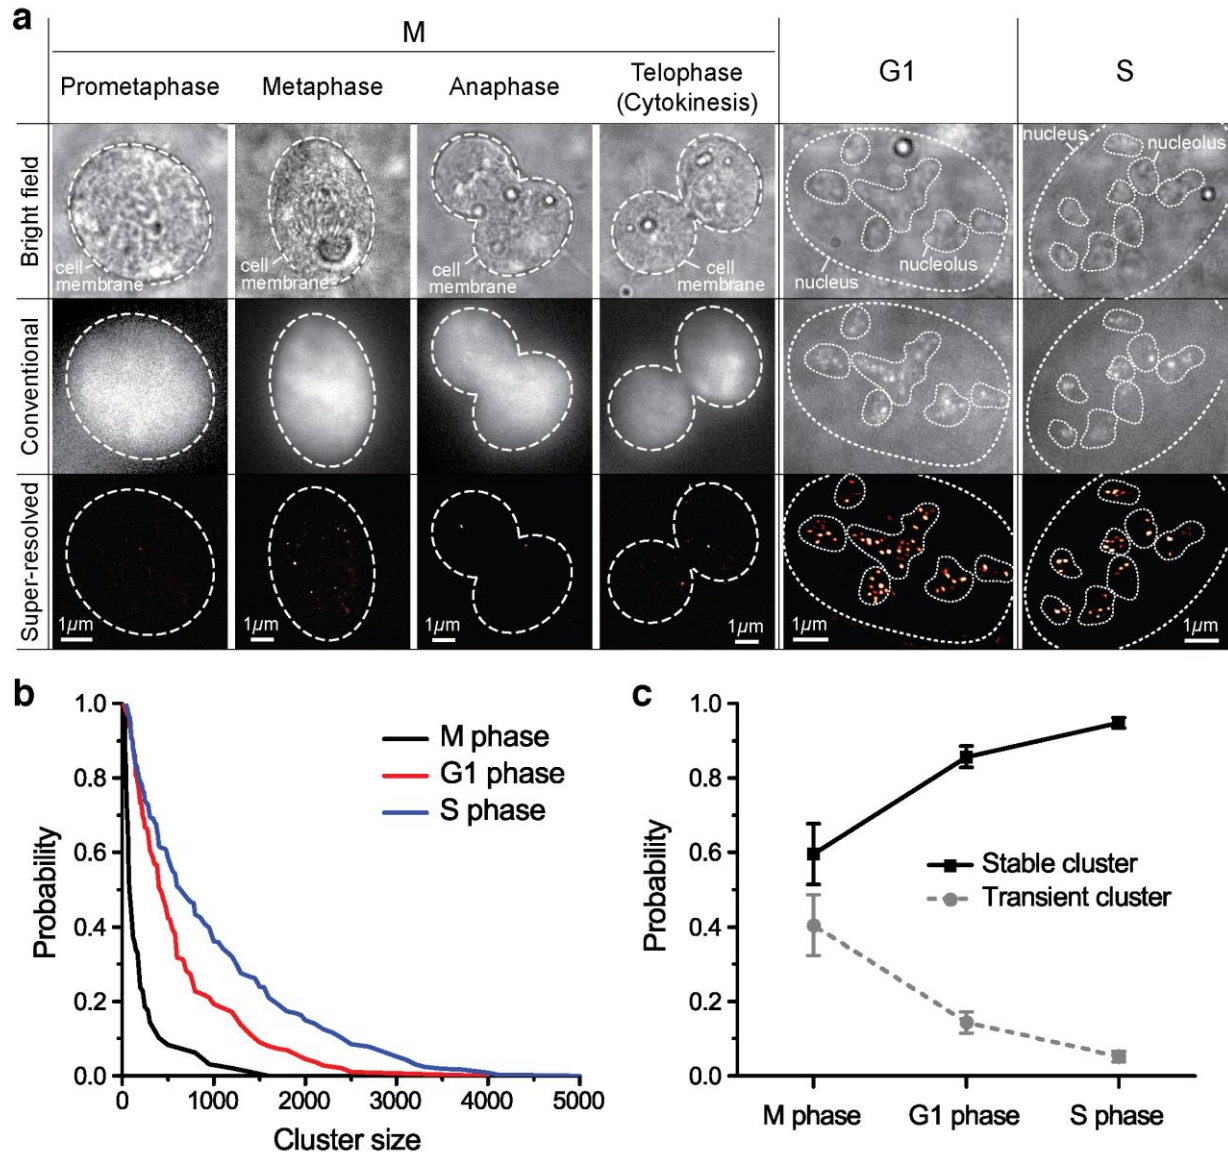 a
M
G1
S
Prometaphase
Metaphase
Anaphase
Telophase
(Cytokinesis)
Bright field
cell
membrane
cell
membrane
cell
membrane
cell
membrane
nucleus
nucleolus
nucleus
nucleolus
Conventional
Super-resolved
1μm
1μm
1μm
1μm
1μm
1μm
b
Probability
1.0
0.8
0.6
0.4
0.2
0.0
0
1000
2000
3000
4000
5000
Cluster size
M phase
G1 phase
S phase
c
Probability
1.0
0.8
0.6
0.4
0.2
0.0
Stable cluster
Transient cluster
M phase
G1 phase
S phase